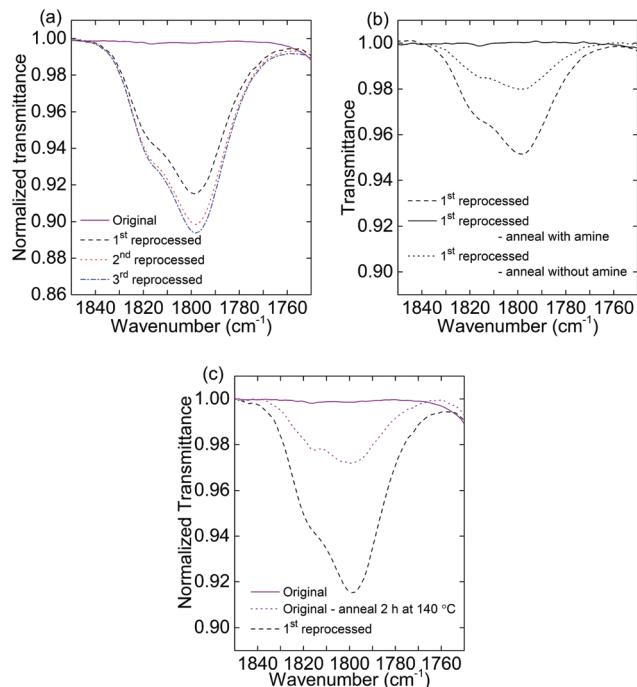 (a)
1.00
0.98
0.96
0.94
0.92
0.90
0.88
0.86
Normalized transmittance
Original
1st reprocessed
2nd reprocessed
3rd reprocessed
1840 1820 1800 1780 1760
Wavenumber (cm-1)
(b)
1.00
0.98
0.96
0.94
0.92
0.90
Transmittance
1st reprocessed
1st reprocessed
- anneal with amine
1st reprocessed
- anneal without amine
1840 1820 1800 1780 1760
Wavenumber (cm-1)
(c)
1.00
0.98
0.96
0.94
0.92
0.90
Normalized Transmittance
Original
Original - anneal 2 h at 140 °C
1st reprocessed
1840 1820 1800 1780 1760
Wavenumber (cm-1)